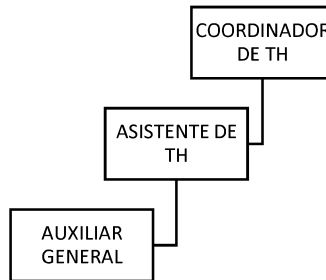 COORDINADOR
DE TH
ASISTENTE DE
TH
AUXILIAR
GENERAL